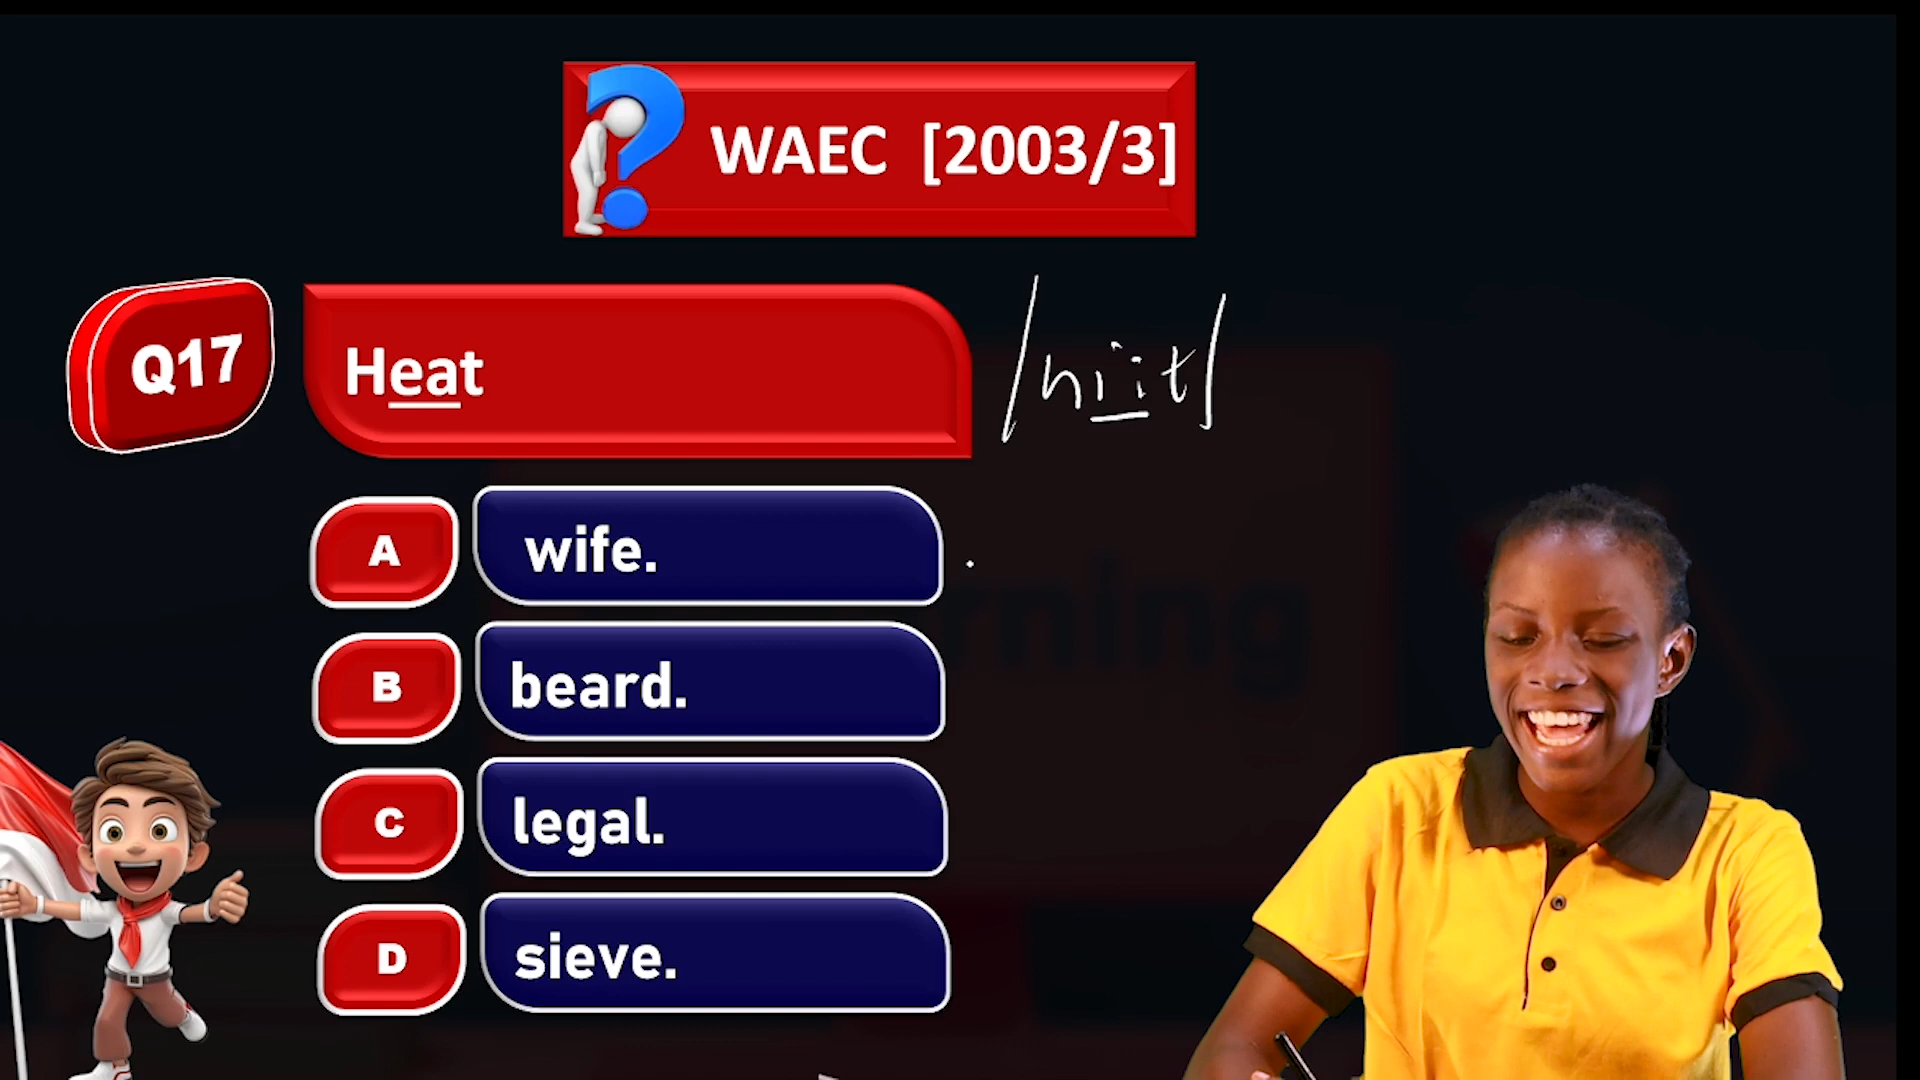 WAEC [2003/3]
Q17
Heat
/hi:t/
A wife.
B beard.
C legal.
D sieve.